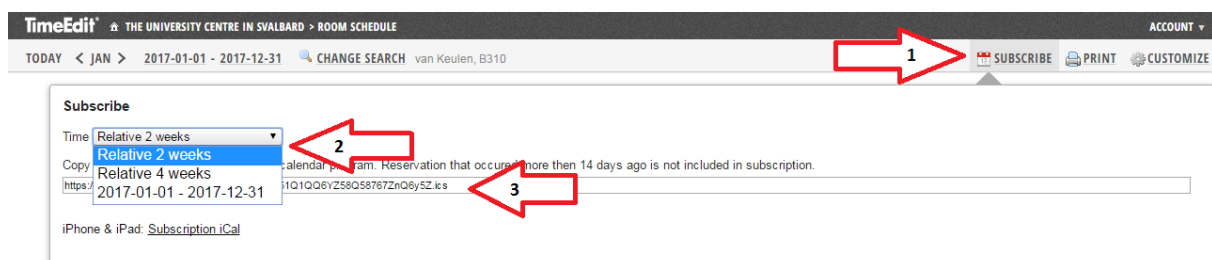 TimeEdit THE UNIVERSITY CENTRE IN SVALBARD > ROOM SCHEDULE ACCOUNT
TODAY < JAN > 2017-01-01 - 2017-12-31 CHANGE SEARCH van Keulen, B310 1 SUBSCRIBE PRINT CUSTOMIZE
Subscribe
Time Relative 2 weeks
2
Relative 2 weeks
Copy calendar program. Reservation that occured more then 14 days ago is not included in subscription.
Relative 4 weeks
https:/ 1Q1QQ6YZ58Q58767ZnQ6y5Z.ics 3
2017-01-01 - 2017-12-31
iPhone & iPad: Subscription iCal